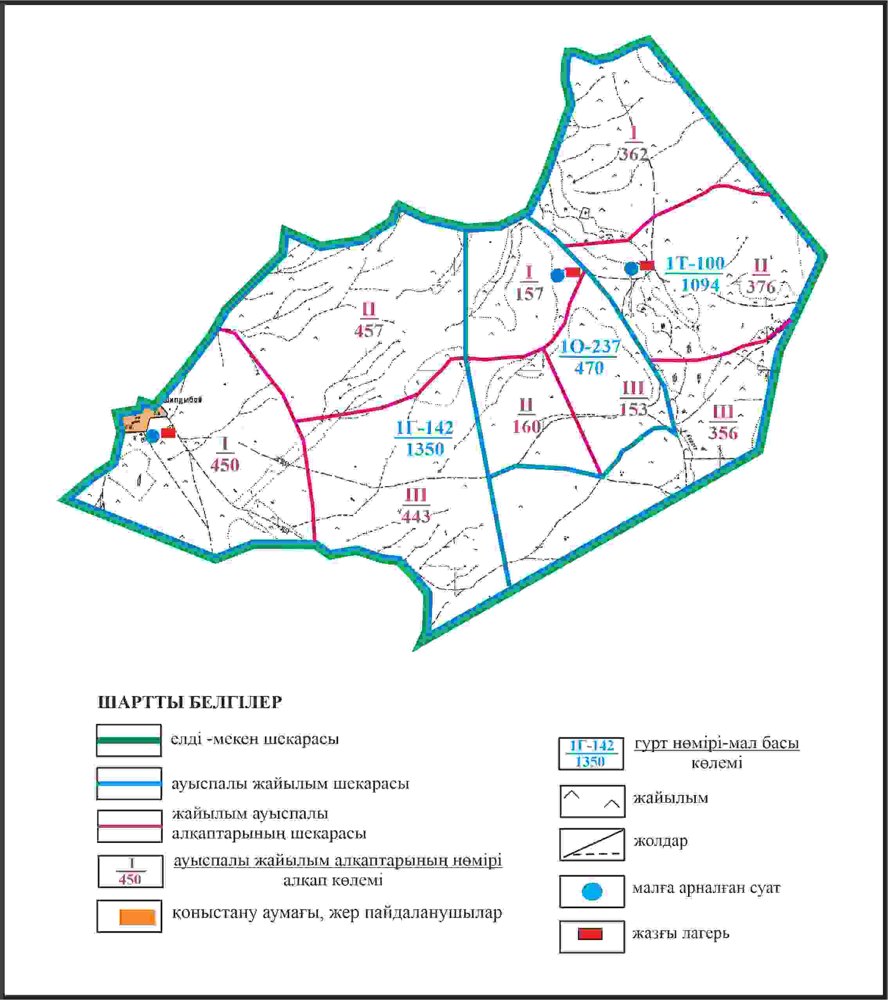 I
362
1Т-100
1094
II
376
I
157
II
457
1О-237
470
III
153
II
160
III
356
1Г-142
1350
I
450
III
443
ШАРТТЫ БЕЛГІЛЕР
елді -мекен шекарасы
ауыспалы жайылым шекарасы
жайылым ауыспалы
алқаптарының шекарасы
I
450
ауыспалы жайылым алқаптарының нөмірі
алқап көлемі
қоныстану аумағы, жер пайдаланушылар
1Г-142
1350
гурт нөмірі-мал басы
көлемі
жайылым
жолдар
малға арналған суат
жазғы лагерь